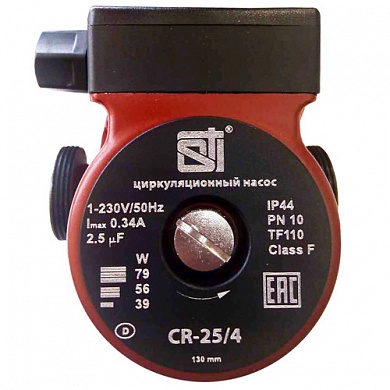 STI®
ЦИРКУЛЯЦИОННЫЙ НАСОС
1-230V/50Hz
Imax 0.34A
2.5 µF
IP44
PN 10
TF110
Class F
W
79
56
39
EAC
D
CR-25/4
130 mm